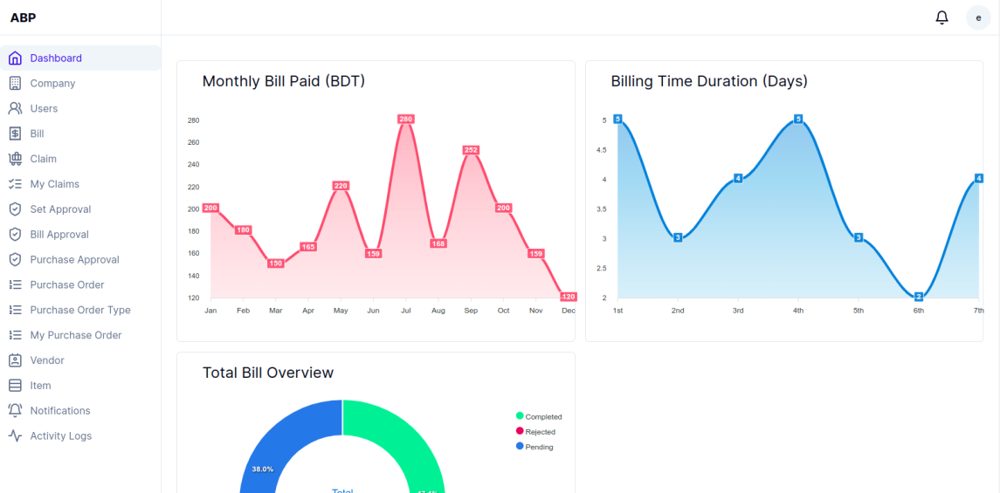 ABP
e
Dashboard
Company
Users
Bill
Claim
My Claims
Set Approval
Bill Approval
Purchase Approval
Purchase Order
Purchase Order Type
My Purchase Order
Vendor
Item
Notifications
Activity Logs
Monthly Bill Paid (BDT)
280
260
240
220
200
180
160
140
120
200
180
150
165
220
159
280
168
252
200
159
120
Jan Feb Mar Apr May Jun Jul Aug Sep Oct Nov Dec
Billing Time Duration (Days)
5
4.5
4
3.5
3
2.5
2
5
3
4
5
3
2
4
1st 2nd 3rd 4th 5th 6th 7th
Total Bill Overview
Completed
Rejected
Pending
38.0%
Total